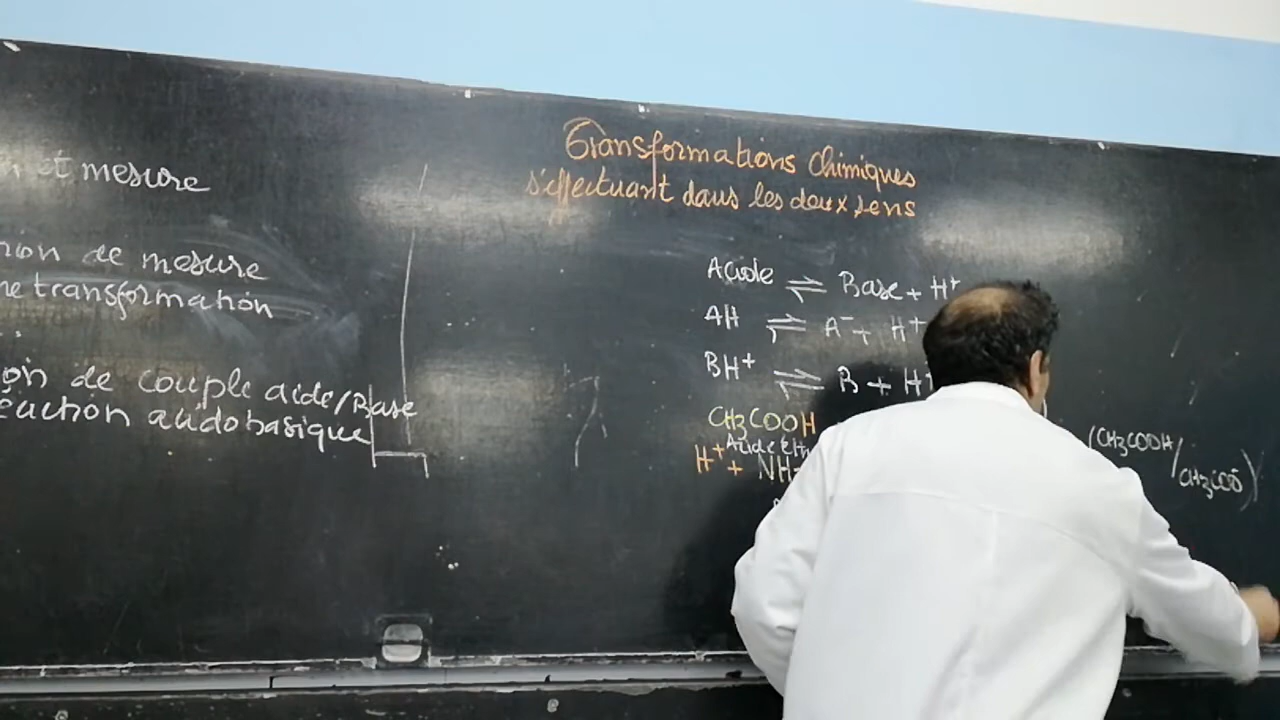 et mesure
de mesure
transformation
de couple acide/Base
acidobasique
Transformations Chimiques
s'effectuant dans les deux sens
Acide ⇌ Base + H⁺
AH ⇌ A⁻ + H⁺
BH⁺ ⇌ B + H⁺
CH₃COOH
Acide
H⁺ +
(CH₃COOH/
CH₃COO⁻)